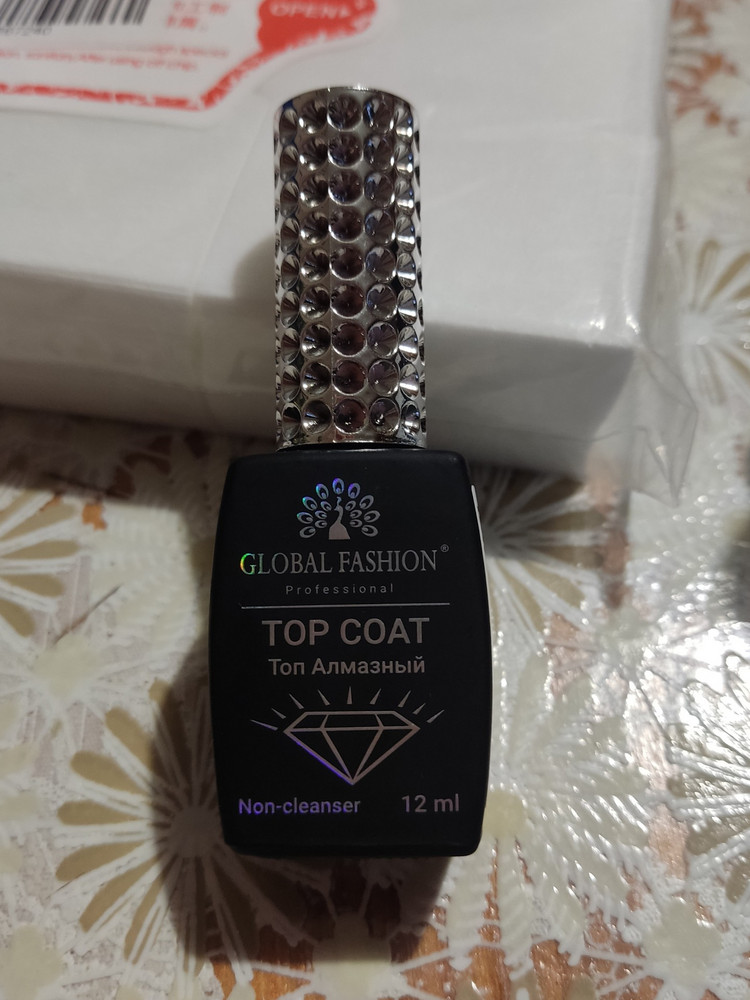 OPEN
GLOBAL FASHION®
Professional
TOP COAT
Топ Алмазный
Non-cleanser 12 ml